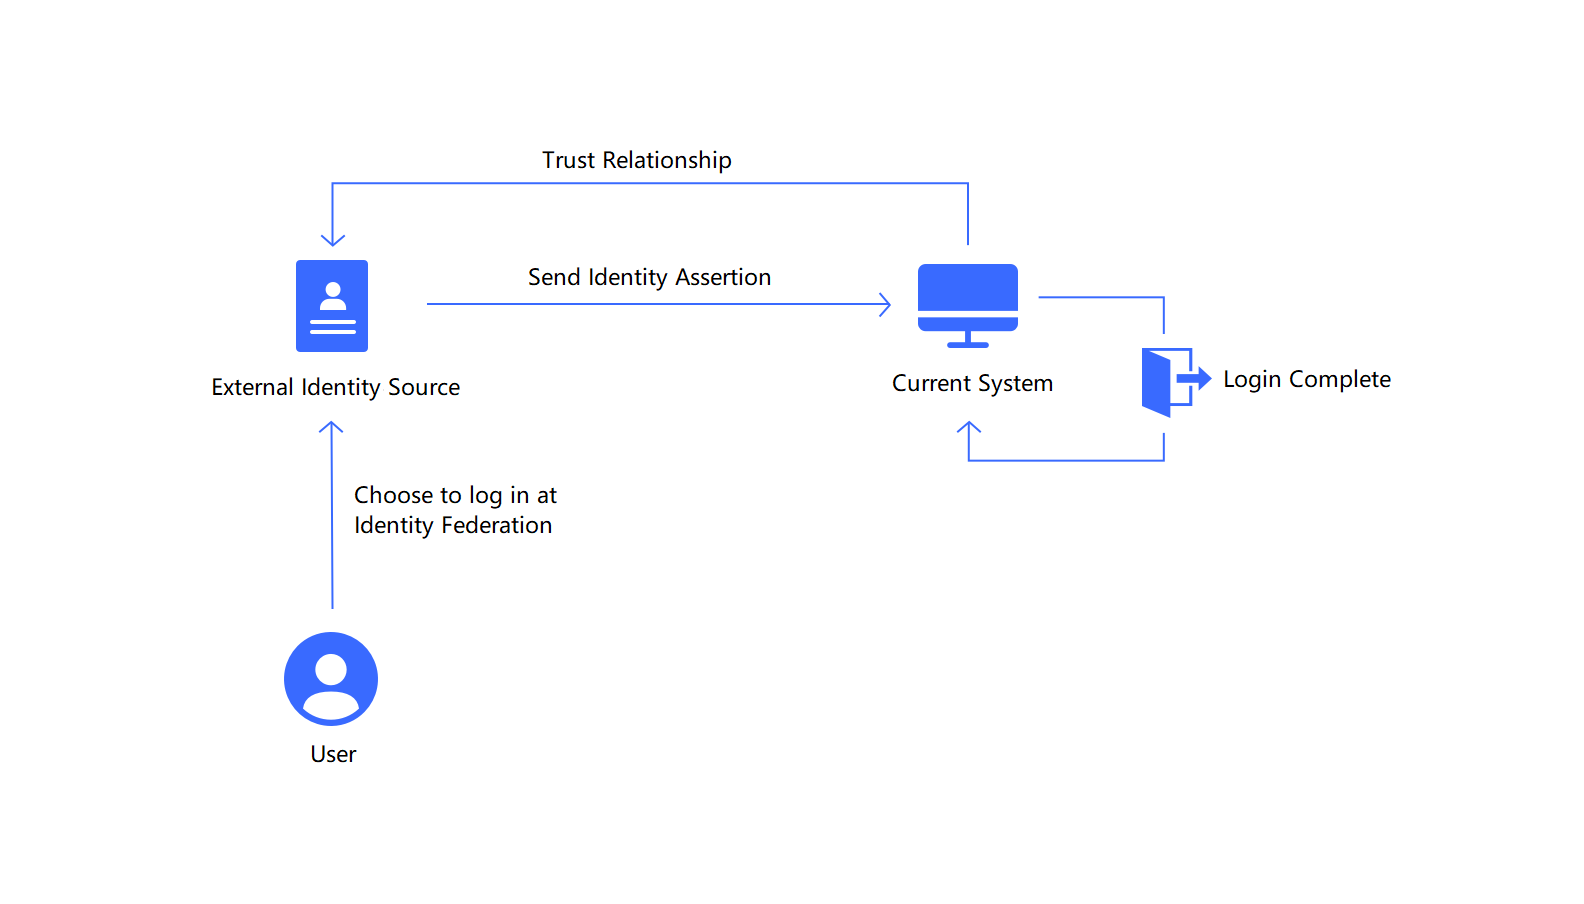 Trust Relationship
Send Identity Assertion
External Identity Source
Current System
Login Complete
Choose to log in at
Identity Federation
User